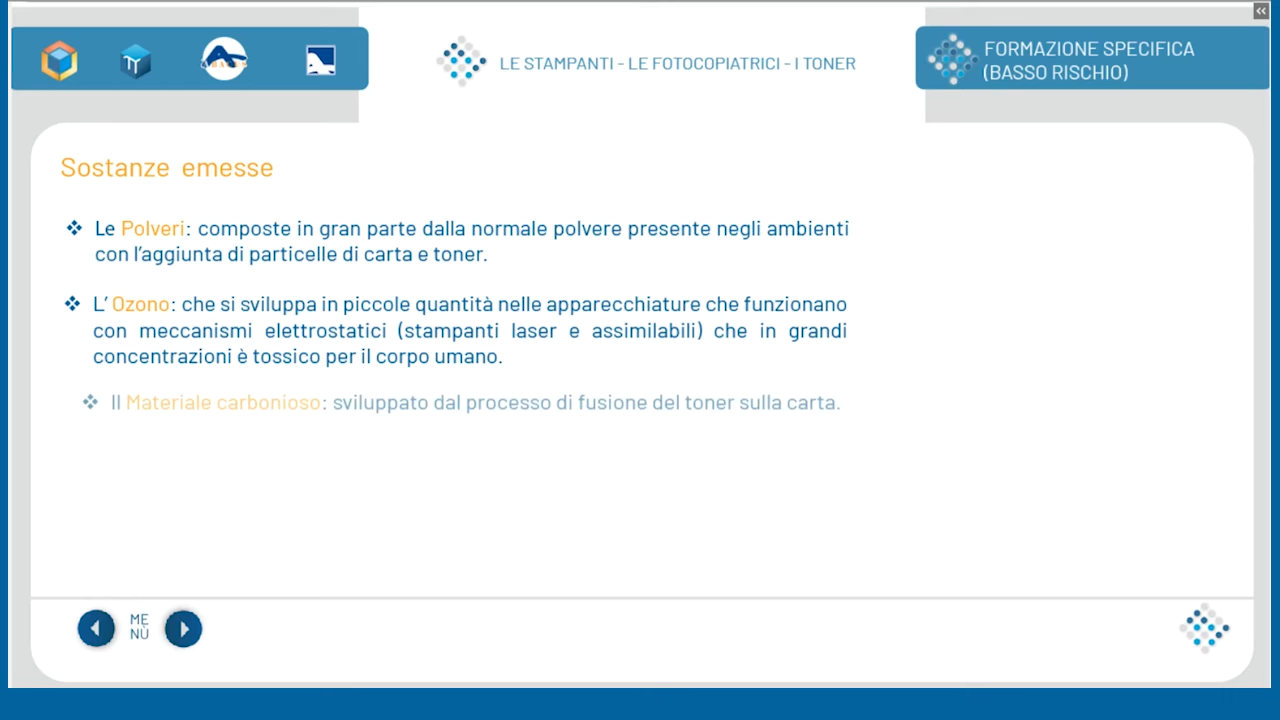 LE STAMPANTI - LE FOTOCOPIATRICI - I TONER
FORMAZIONE SPECIFICA
(BASSO RISCHIO)
Sostanze emesse
❖ Le Polveri: composte in gran parte dalla normale polvere presente negli ambienti
con l’aggiunta di particelle di carta e toner.
❖ L’ Ozono: che si sviluppa in piccole quantità nelle apparecchiature che funzionano
con meccanismi elettrostatici (stampanti laser e assimilabili) che in grandi
concentrazioni è tossico per il corpo umano.
❖ Il Materiale carbonioso: sviluppato dal processo di fusione del toner sulla carta.
ME
NÙ